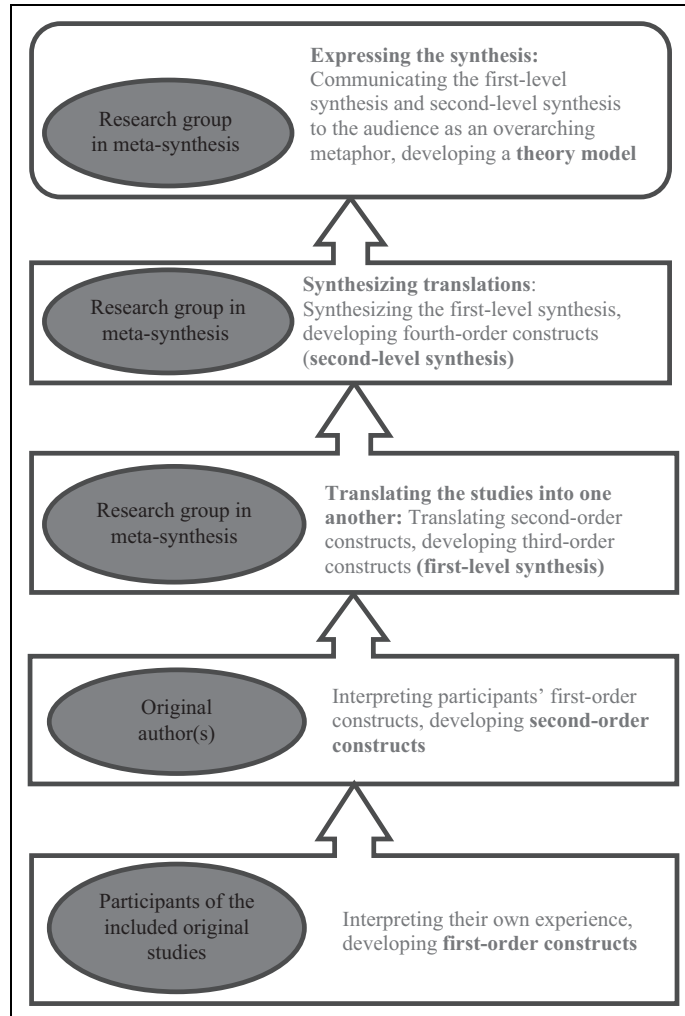 Research group
in meta-synthesis
Expressing the synthesis:
Communicating the first-level
synthesis and second-level synthesis
to the audience as an overarching
metaphor, developing a theory model
Research group in
meta-synthesis
Synthesizing translations:
Synthesizing the first-level synthesis,
developing fourth-order constructs
(second-level synthesis)
Research group in
meta-synthesis
Translating the studies into one
another: Translating second-order
constructs, developing third-order
constructs (first-level synthesis)
Original
author(s)
Interpreting participants’ first-order
constructs, developing second-order
constructs
Participants of the
included original
studies
Interpreting their own experience,
developing first-order constructs